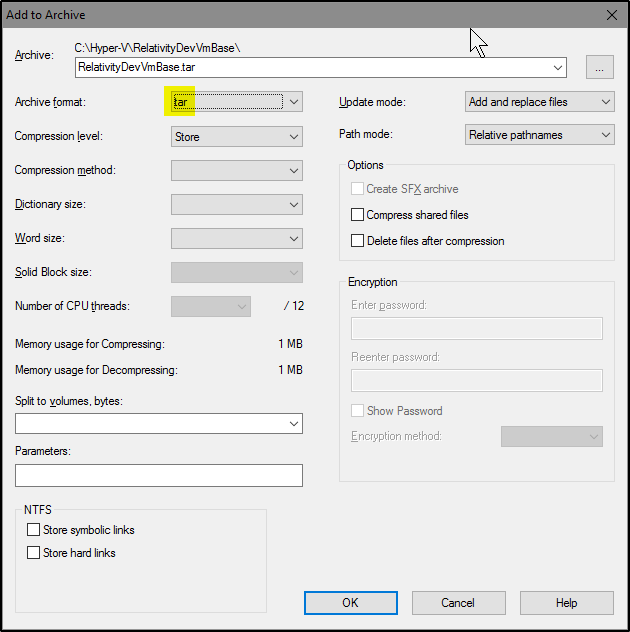 Add to Archive
Archive:
C:\Hyper-V\RelativityDevVmBase\
RelativityDevVmBase.tar
...
Archive format:
tar
Compression level:
Store
Compression method:
Dictionary size:
Word size:
Solid Block size:
Number of CPU threads:
/ 12
Memory usage for Compressing:
1 MB
Memory usage for Decompressing:
1 MB
Split to volumes, bytes:
Parameters:
NTFS
Store symbolic links
Store hard links
Update mode:
Add and replace files
Path mode:
Relative pathnames
Options
Create SFX archive
Compress shared files
Delete files after compression
Encryption
Enter password:
Reenter password:
Show Password
Encryption method:
OK
Cancel
Help